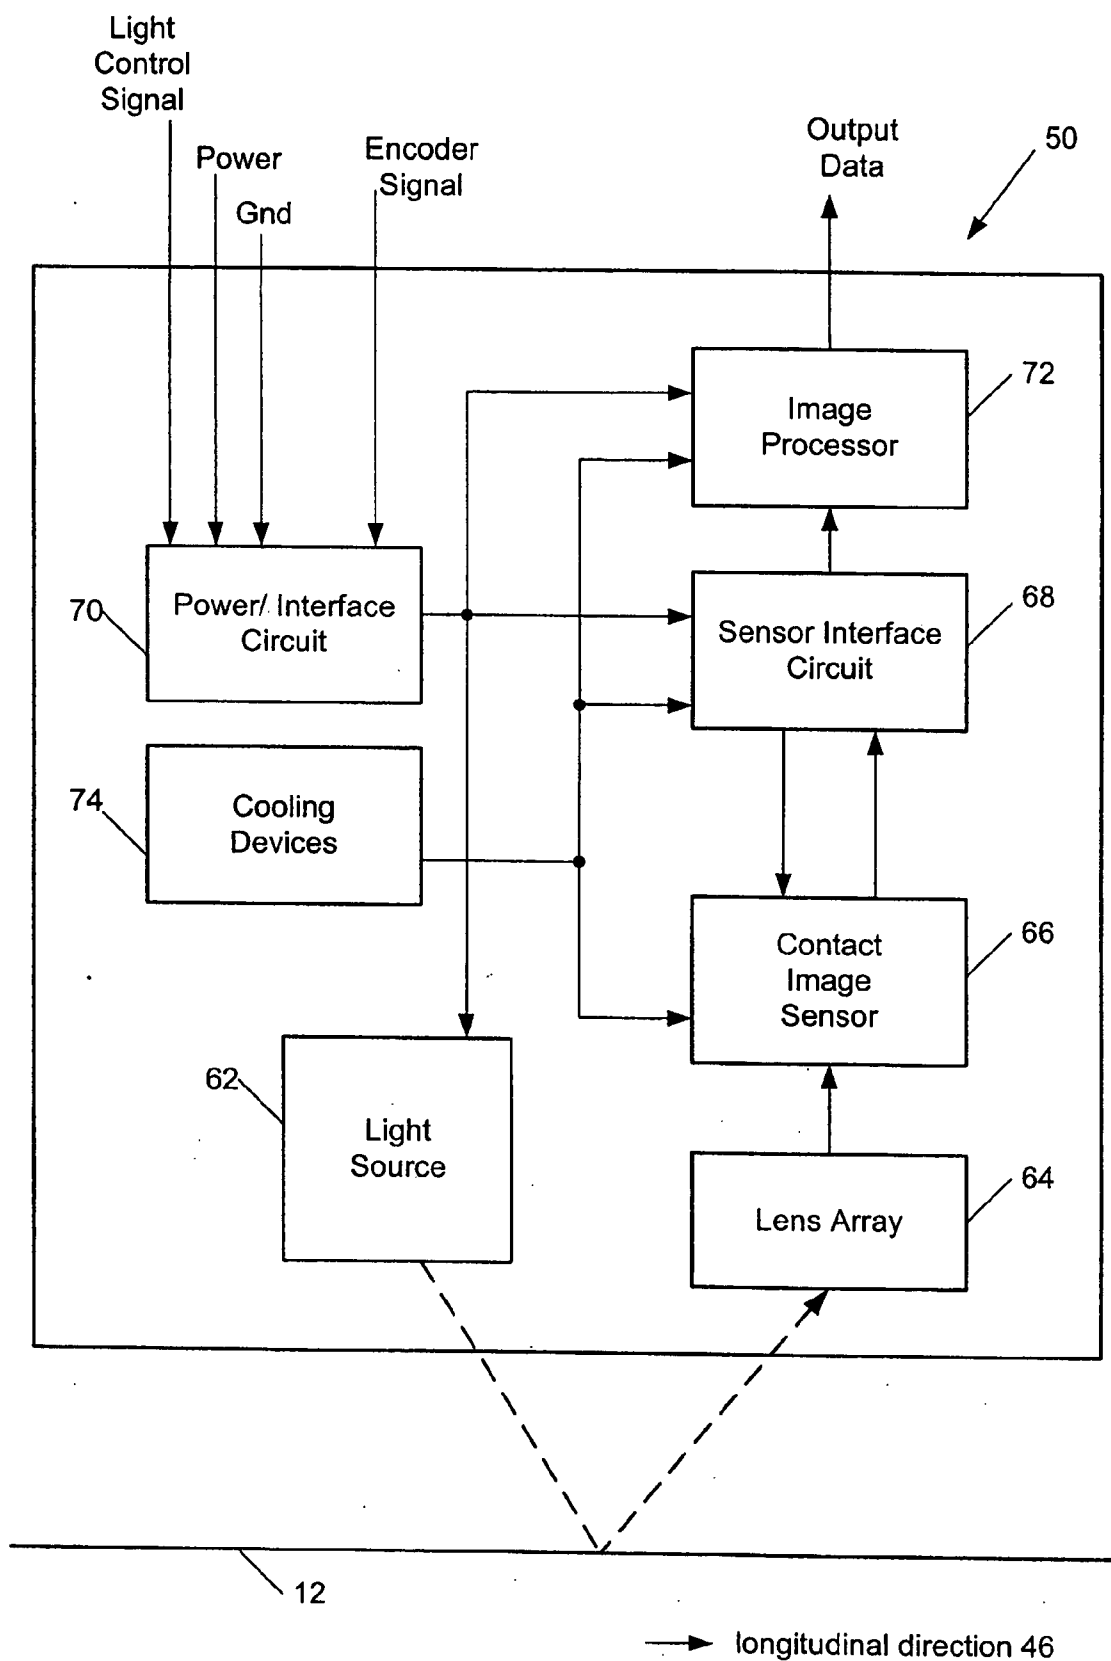 Light
Control
Signal
Power
Gnd
Encoder
Signal
Output
Data
50
72
Image
Processor
70
Power/ Interface
Circuit
68
Sensor Interface
Circuit
74
Cooling
Devices
66
Contact
Image
Sensor
62
Light
Source
64
Lens Array
12
longitudinal direction 46